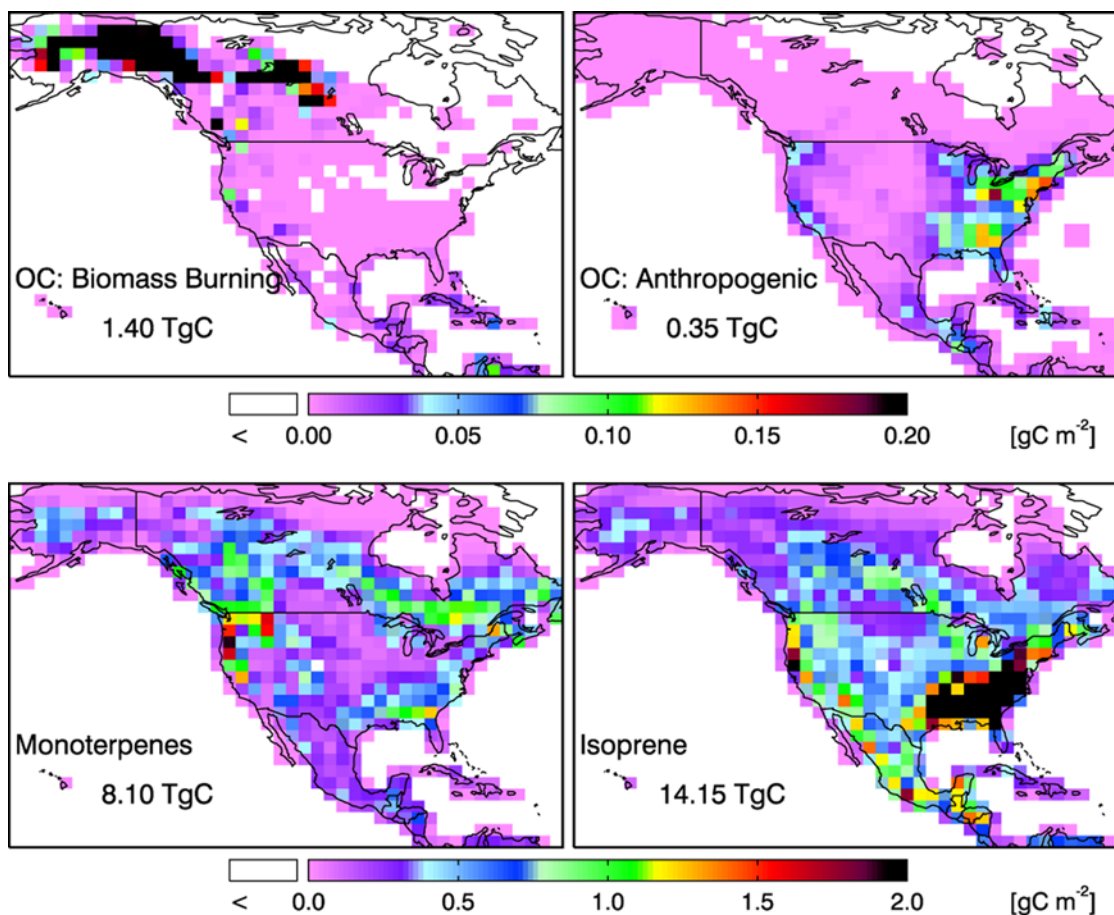 OC: Biomass Burning
1.40 TgC
OC: Anthropogenic
0.35 TgC
< 0.00 0.05 0.10 0.15 0.20 [gC m⁻²]
Monoterpenes
8.10 TgC
Isoprene
14.15 TgC
< 0.0 0.5 1.0 1.5 2.0 [gC m⁻²]